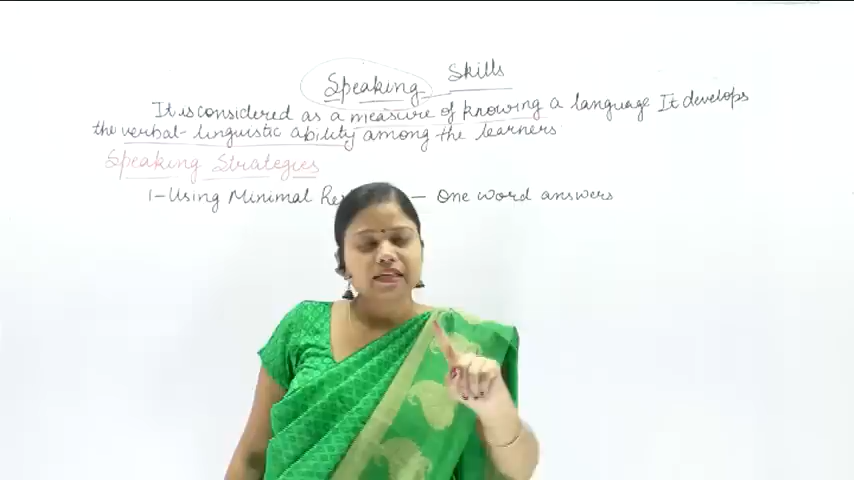 Speaking Skills
It is considered as a measure of knowing a language It develops
the verbal-linguistic ability among the learners
Speaking Strategies
1-Using Minimal - One word answers